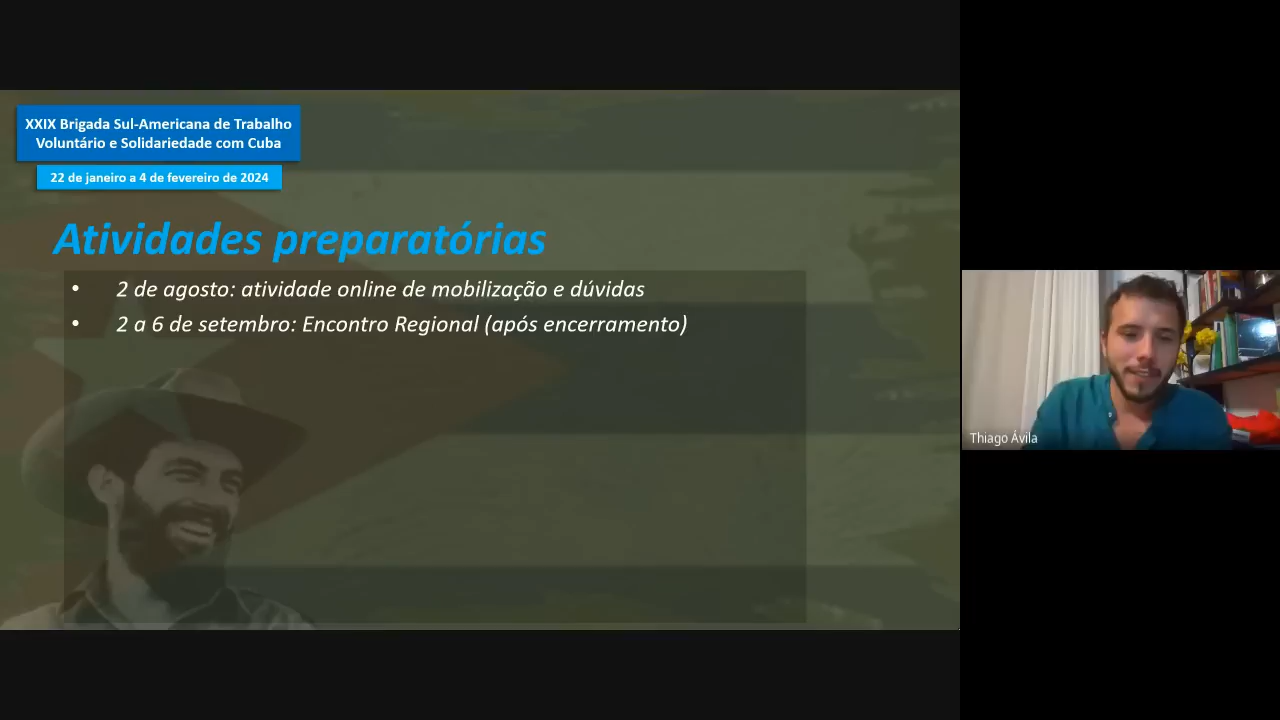 XXIX Brigada Sul-Americana de Trabalho
Voluntário e Solidariedade com Cuba
22 de janeiro a 4 de fevereiro de 2024
Atividades preparatórias
• 2 de agosto: atividade online de mobilização e dúvidas
• 2 a 6 de setembro: Encontro Regional (após encerramento)
Thiago Ávila